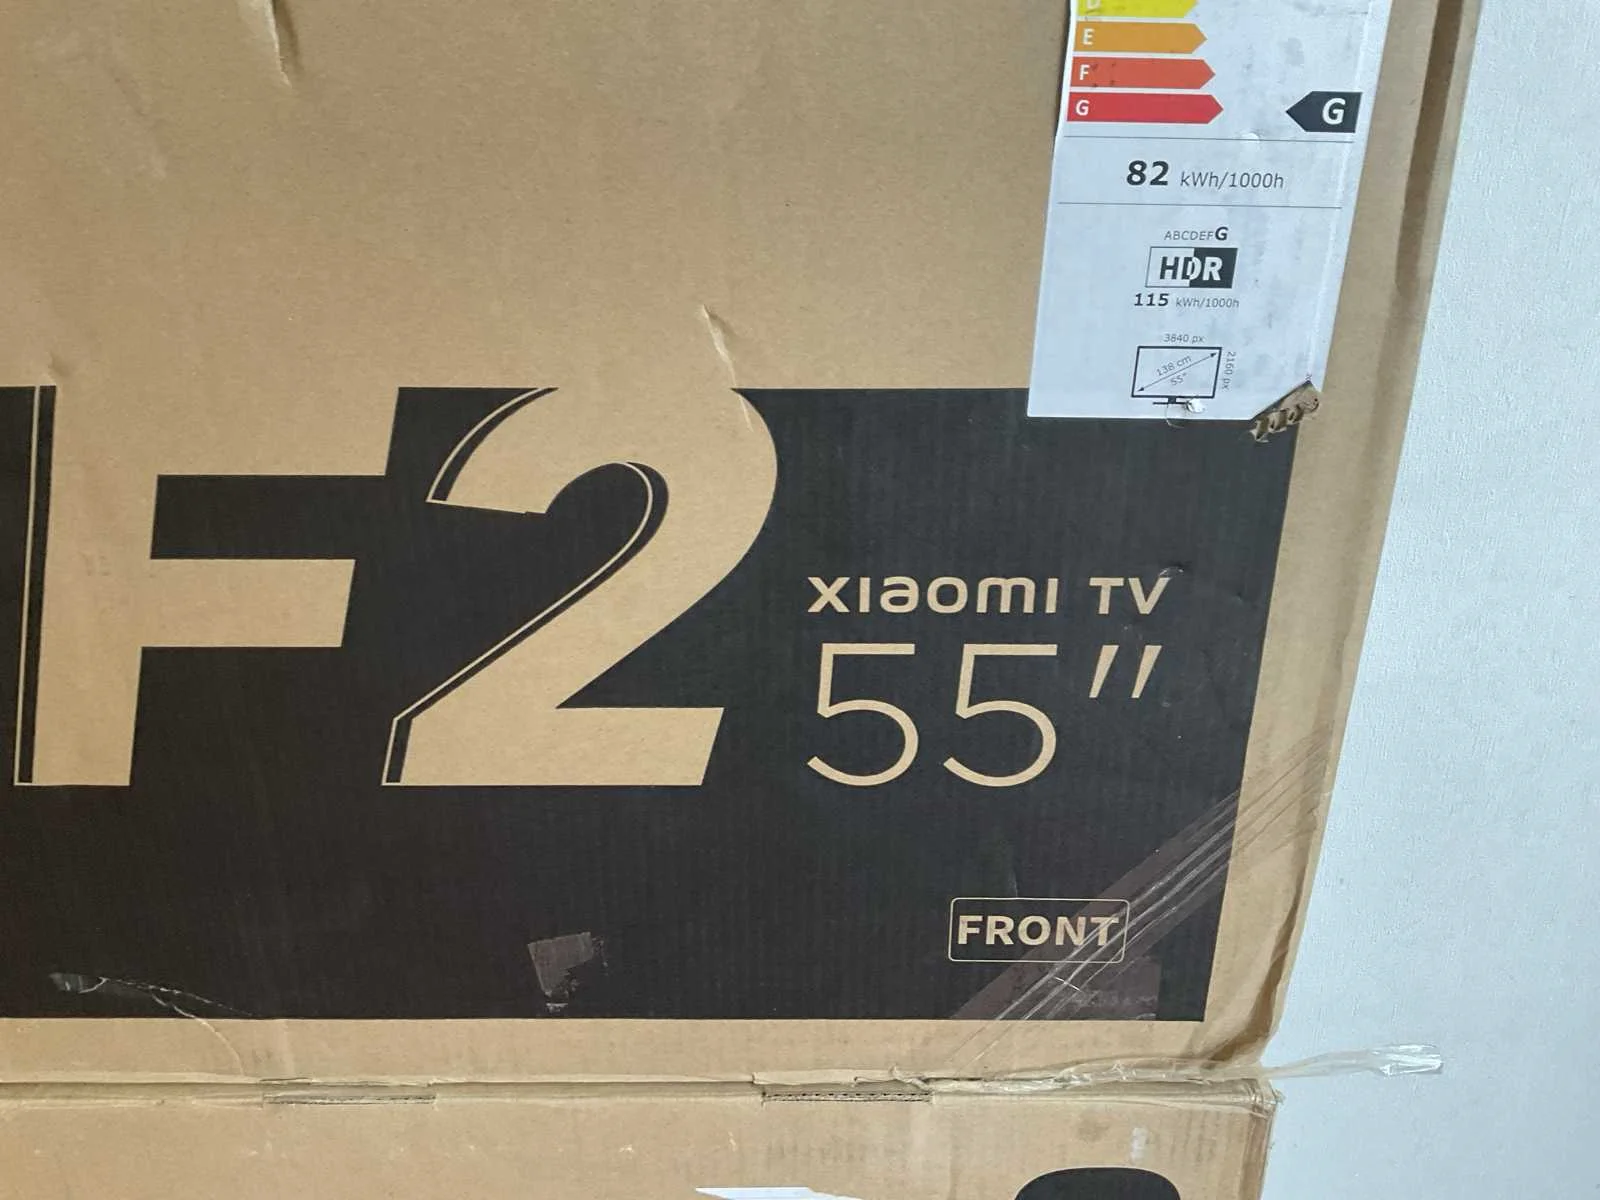 D
E
F
G
G
82 kWh/1000h
ABCDEFG
HDR
115 kWh/1000h
3840 px
2160 px
138 cm
55"
F2
xiaomi TV
55"
FRONT